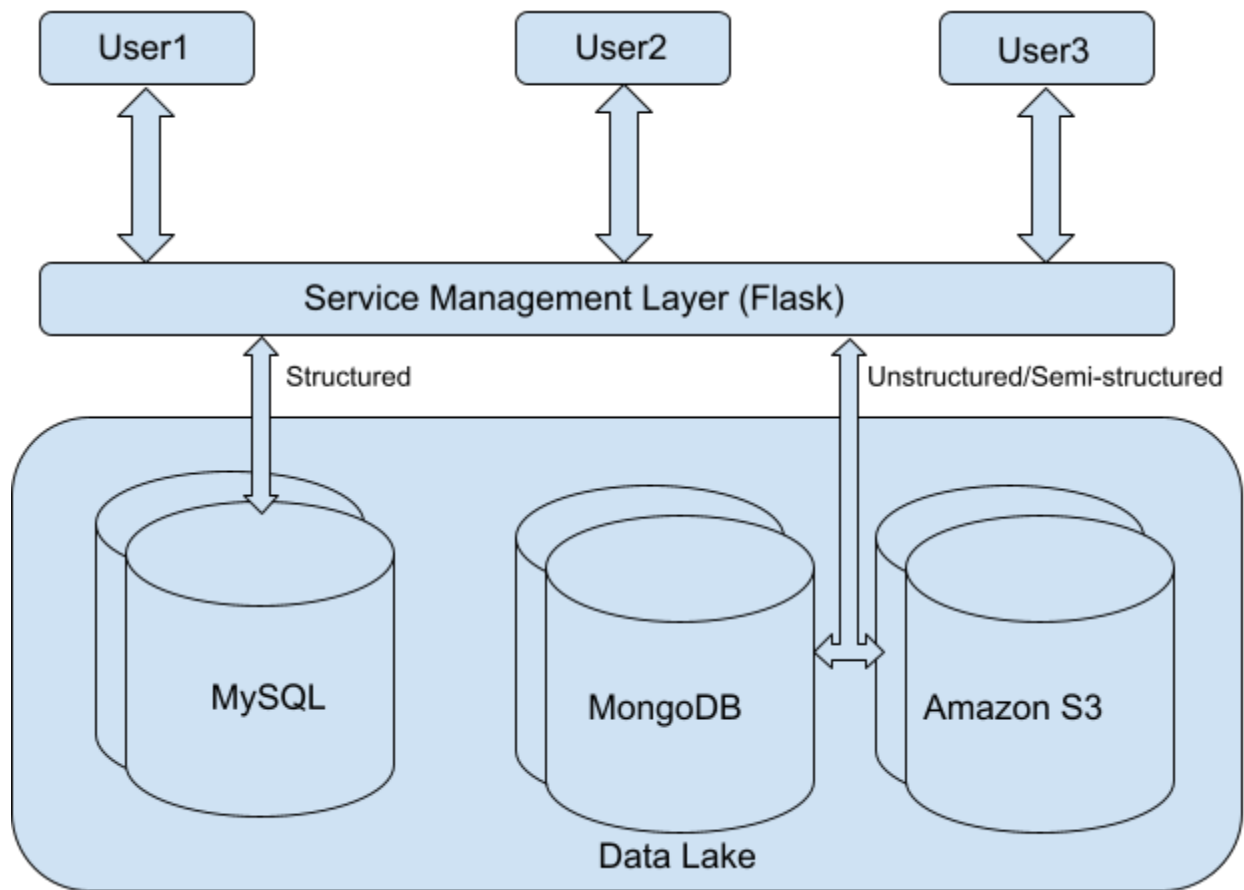 User1
User2
User3
Service Management Layer (Flask)
Structured
Unstructured/Semi-structured
MySQL
MongoDB
Amazon S3
Data Lake